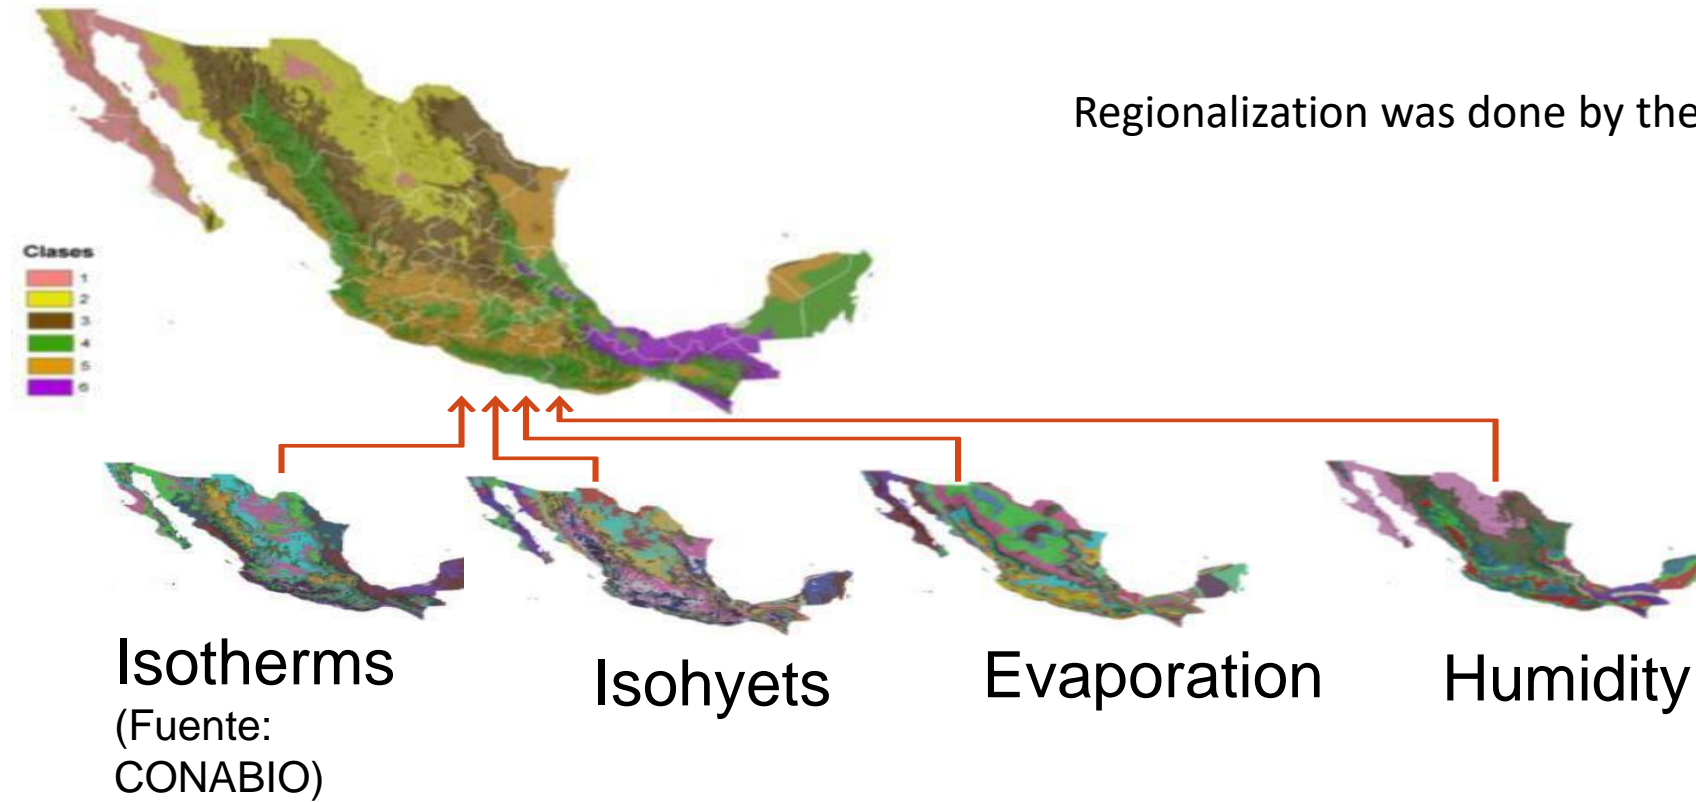 Regionalization was done by the
Clases
1
2
3
4
5
6
Isotherms
(Fuente:
CONABIO)
Isohyets
Evaporation
Humidity